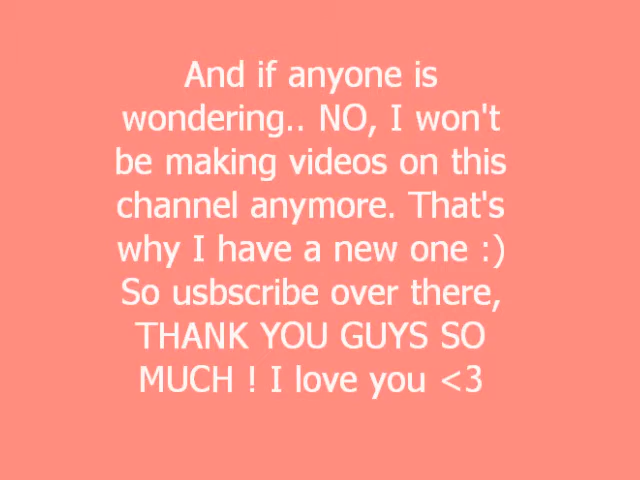 And if anyone is
wondering.. NO, I won't
be making videos on this
channel anymore. That's
why I have a new one :)
So usbscribe over there,
THANK YOU GUYS SO
MUCH ! I love you <3